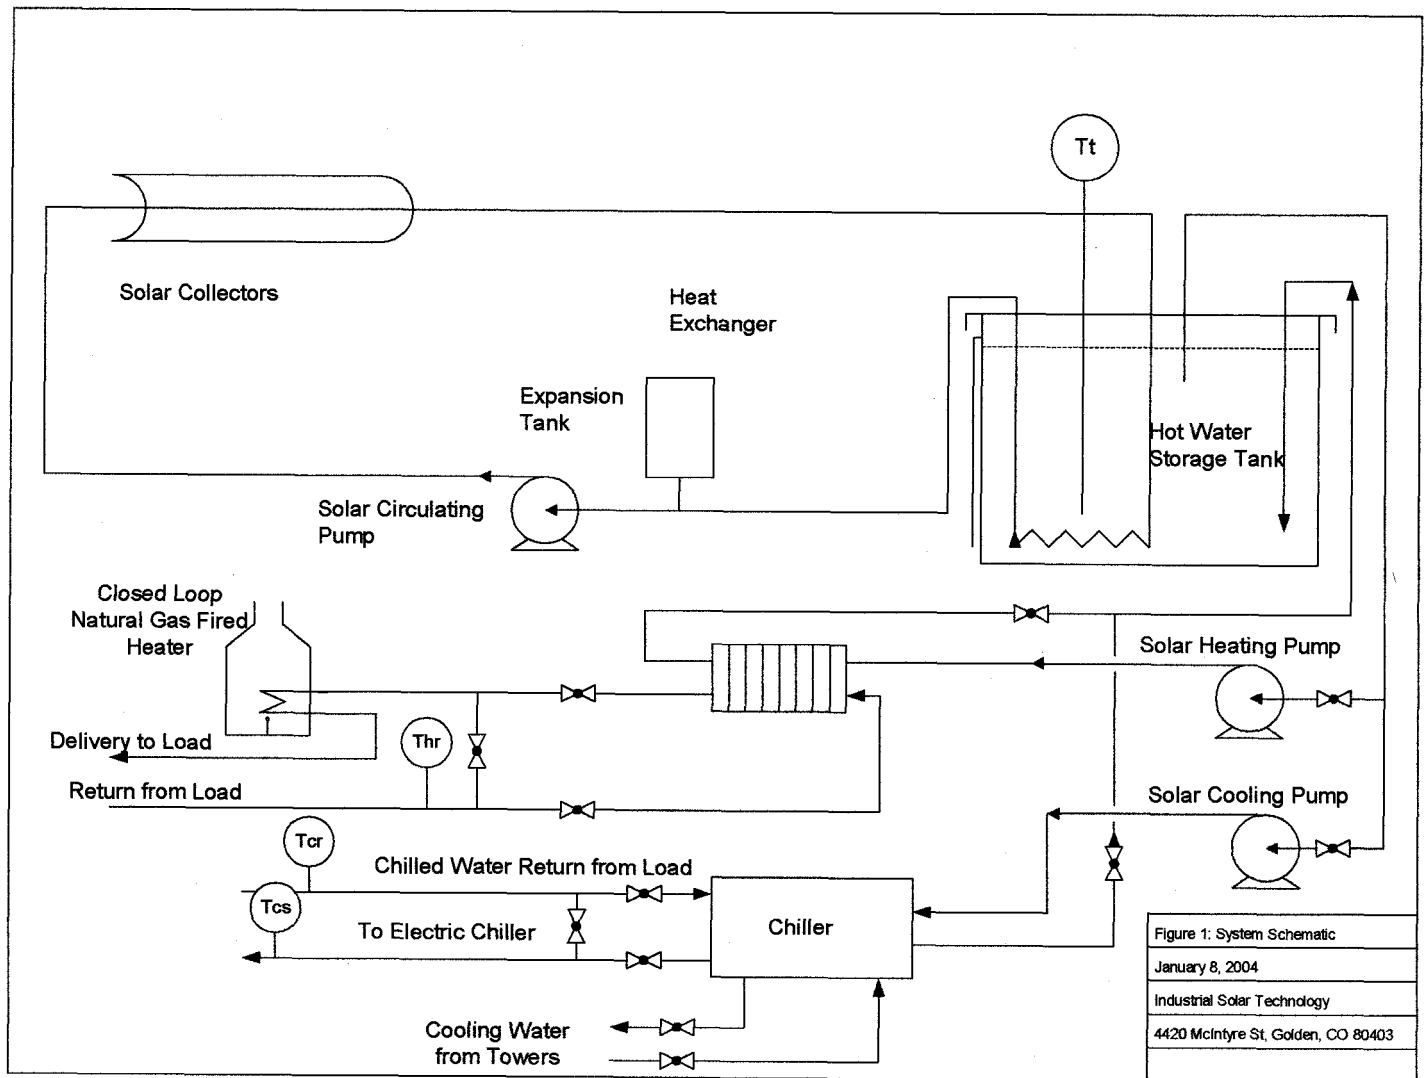 Tt
Solar Collectors
Heat
Exchanger
Expansion
Tank
Hot Water
Storage Tank
Solar Circulating
Pump
Closed Loop
Natural Gas Fired
Heater
Solar Heating Pump
Delivery to Load
Thr
Return from Load
Solar Cooling Pump
Tcr
Chilled Water Return from Load
Tcs
To Electric Chiller
Chiller
Cooling Water
from Towers
Figure 1: System Schematic
January 8, 2004
Industrial Solar Technology
4420 McIntyre St, Golden, CO 80403